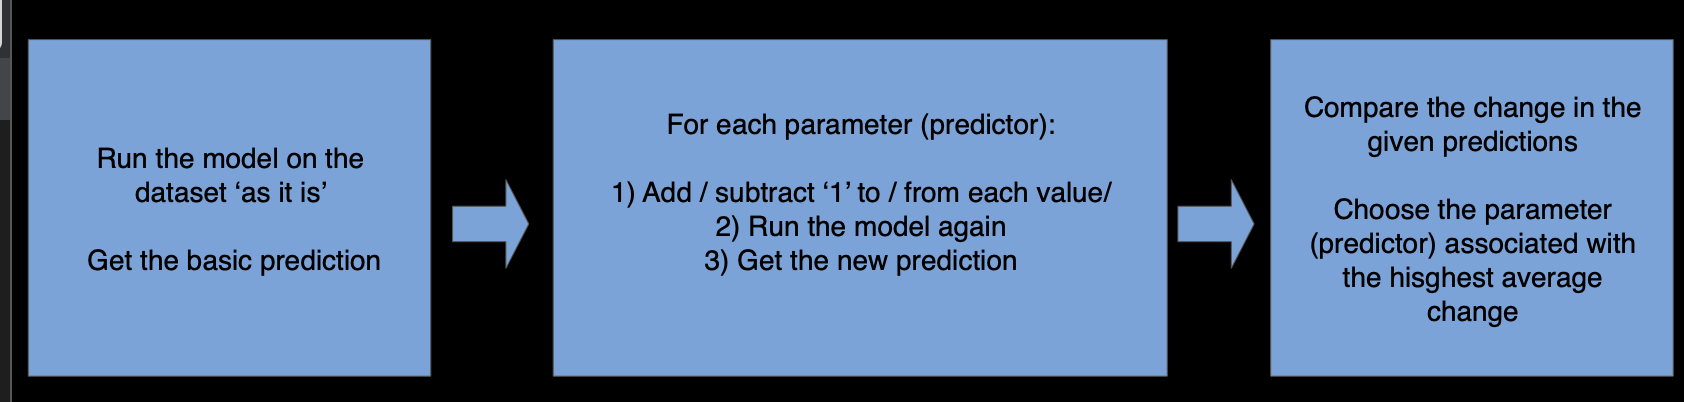 Run the model on the
dataset ‘as it is’
Get the basic prediction
For each parameter (predictor):
1) Add / subtract ‘1’ to / from each value/
2) Run the model again
3) Get the new prediction
Compare the change in the
given predictions
Choose the parameter
(predictor) associated with
the hisghest average
change